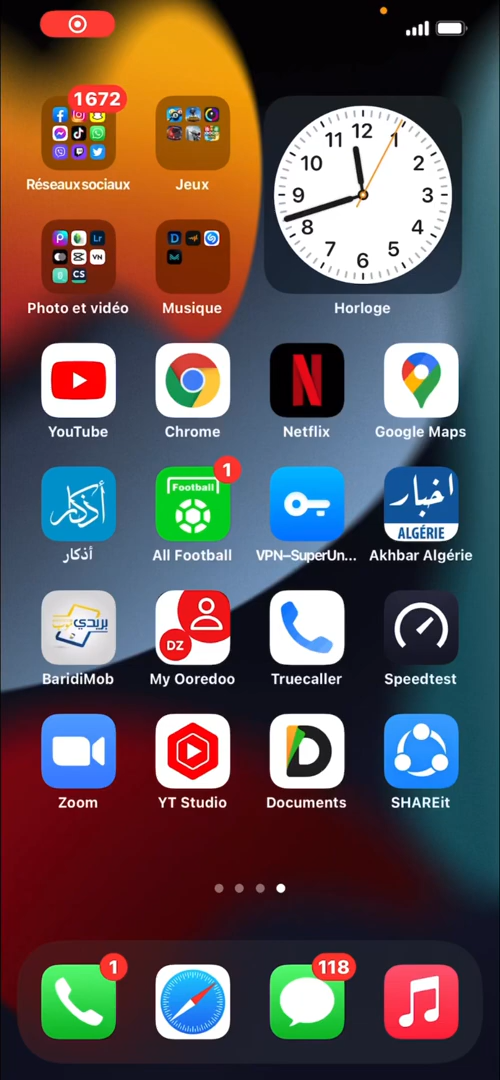 1672
Réseaux sociaux
Jeux
12
1
2
3
4
5
6
7
8
9
10
11
Photo et vidéo
Musique
Horloge
YouTube
Chrome
Netflix
Google Maps
أذكار
Football
1
اخبار
ALGÉRIE
أذكار
All Football
VPN–SuperUn...
Akhbar Algérie
بريدي
DZ
BaridiMob
My Ooredoo
Truecaller
Speedtest
Zoom
YT Studio
Documents
SHAREit
1
118